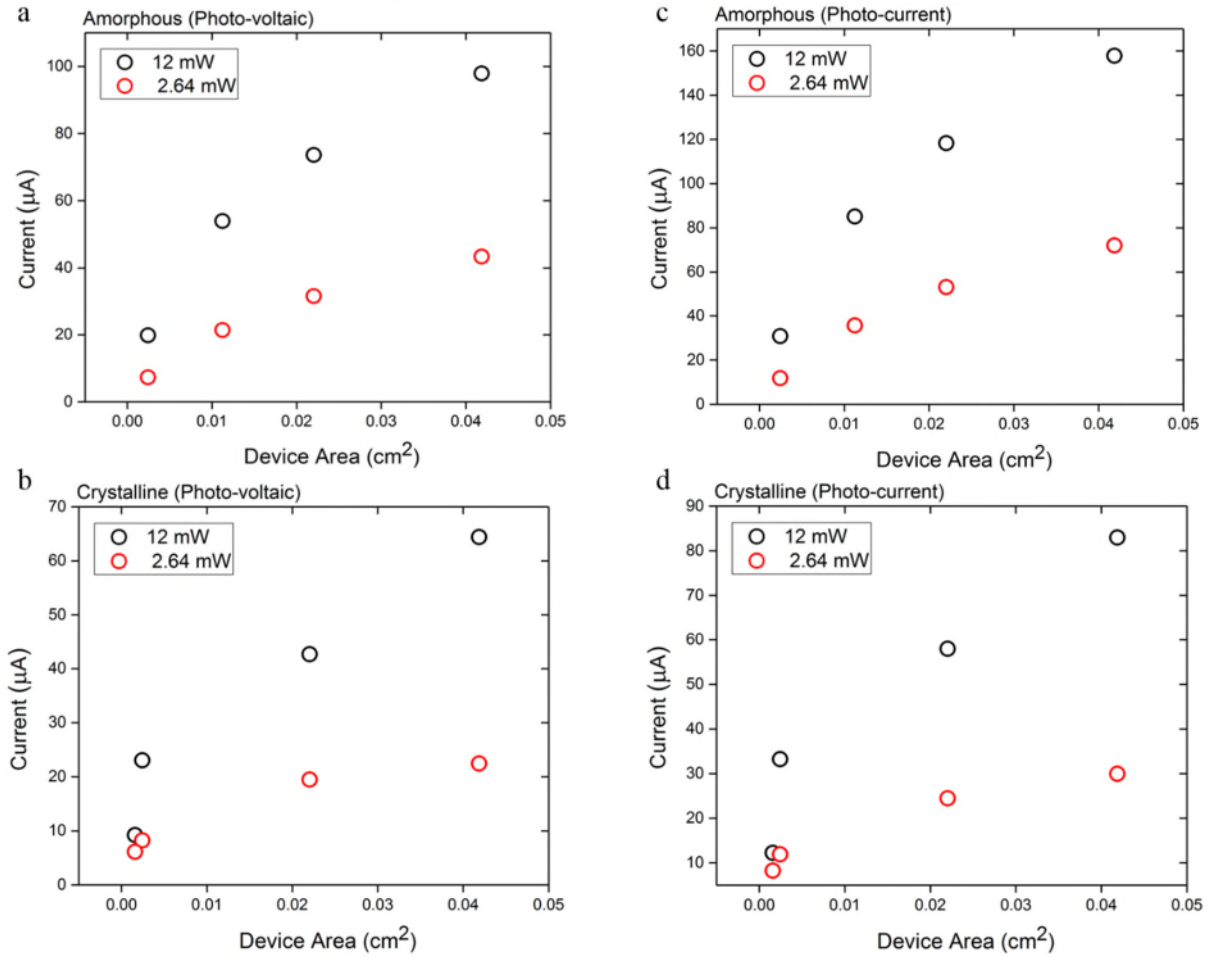 a
Amorphous (Photo-voltaic)
12 mW
2.64 mW
100
80
60
40
20
0
Current (µA)
0.00 0.01 0.02 0.03 0.04 0.05
Device Area (cm²)
c
Amorphous (Photo-current)
12 mW
2.64 mW
160
140
120
100
80
60
40
20
0
Current (µA)
0.00 0.01 0.02 0.03 0.04 0.05
Device Area (cm²)
b
Crystalline (Photo-voltaic)
12 mW
2.64 mW
70
60
50
40
30
20
10
0
Current (µA)
0.00 0.01 0.02 0.03 0.04 0.05
Device Area (cm²)
d
Crystalline (Photo-current)
12 mW
2.64 mW
90
80
70
60
50
40
30
20
10
Current (µA)
0.00 0.01 0.02 0.03 0.04 0.05
Device Area (cm²)